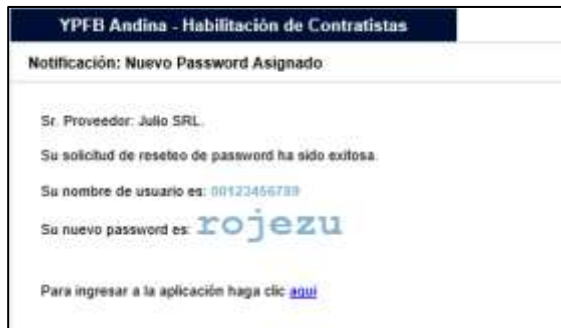 YPFB Andina - Habilitación de Contratistas
Notificación: Nuevo Password Asignado
Sr. Proveedor: Julio SRL.
Su solicitud de reseteo de password ha sido exitosa.
Su nombre de usuario es: 00123456789
Su nuevo password es: rojezu
Para ingresar a la aplicación haga clic aquí